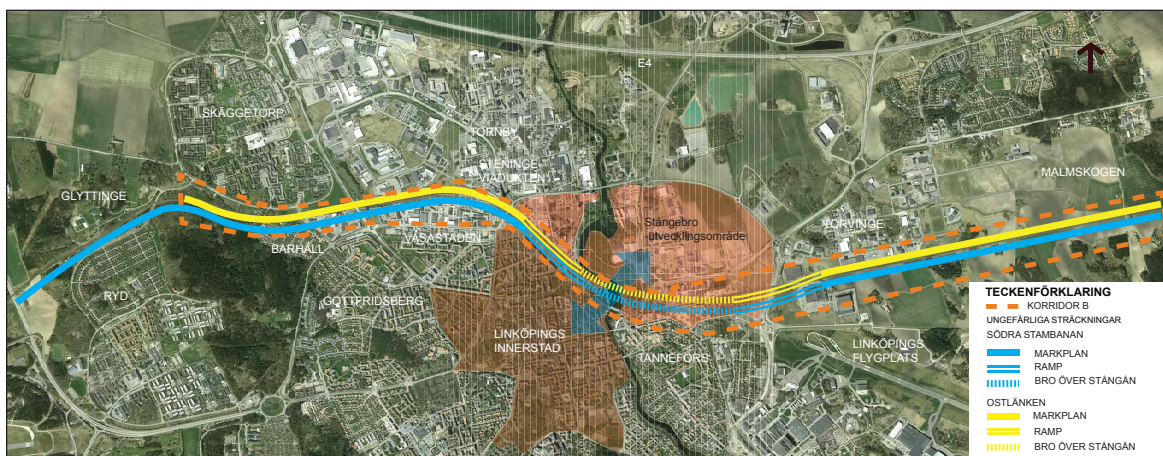 E4
SKÄGGETORP
TORNBY
STENINGE-
VIADUKTEN
GLYTTINGE
MALMSKOGEN
Stångebro
-utvecklingsområde
TORVINGE
VASASTADEN
BARHÄLL
RYD
GOTTFRIDSBERG
LINKÖPINGS
INNERSTAD
TANNEFORS
LINKÖPINGS
FLYGPLATS
TECKENFÖRKLARING
KORRIDOR B
UNGEFÄRLIGA STRÄCKNINGAR
SÖDRA STAMBANAN
MARKPLAN
RAMP
BRO ÖVER STÅNGÅN
OSTLÄNKEN
MARKPLAN
RAMP
BRO ÖVER STÅNGÅN